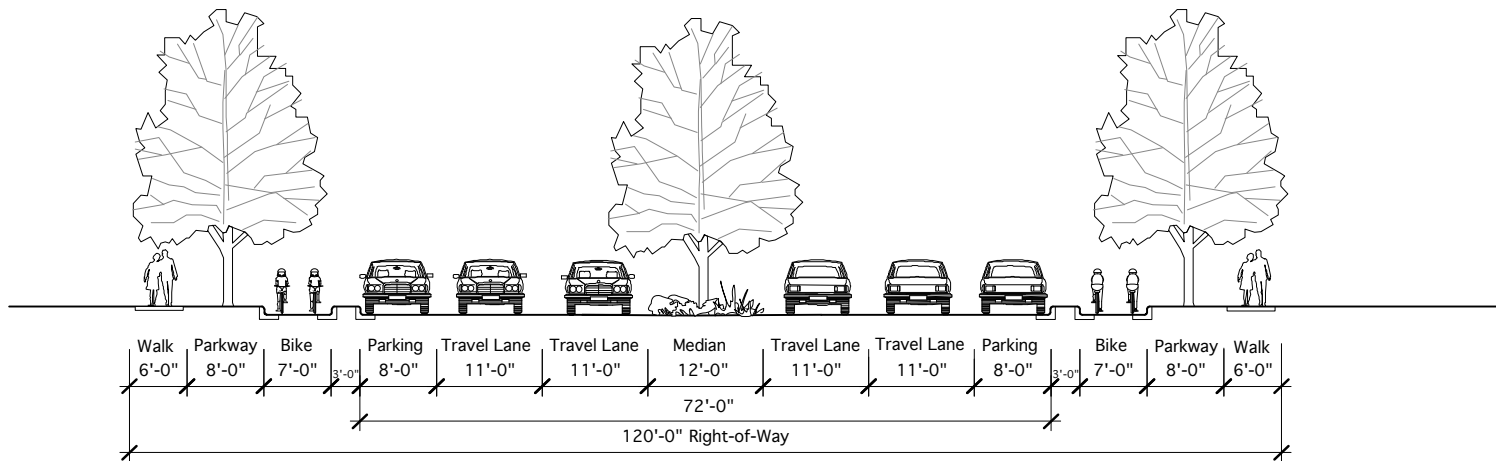 Walk Parkway Bike Parking Travel Lane Travel Lane Median Travel Lane Travel Lane Parking Bike Parkway Walk
6'-0" 8'-0" 7'-0" 3'-0" 8'-0" 11'-0" 11'-0" 12'-0" 11'-0" 11'-0" 8'-0" 3'-0" 7'-0" 8'-0" 6'-0"
72'-0"
120'-0" Right-of-Way